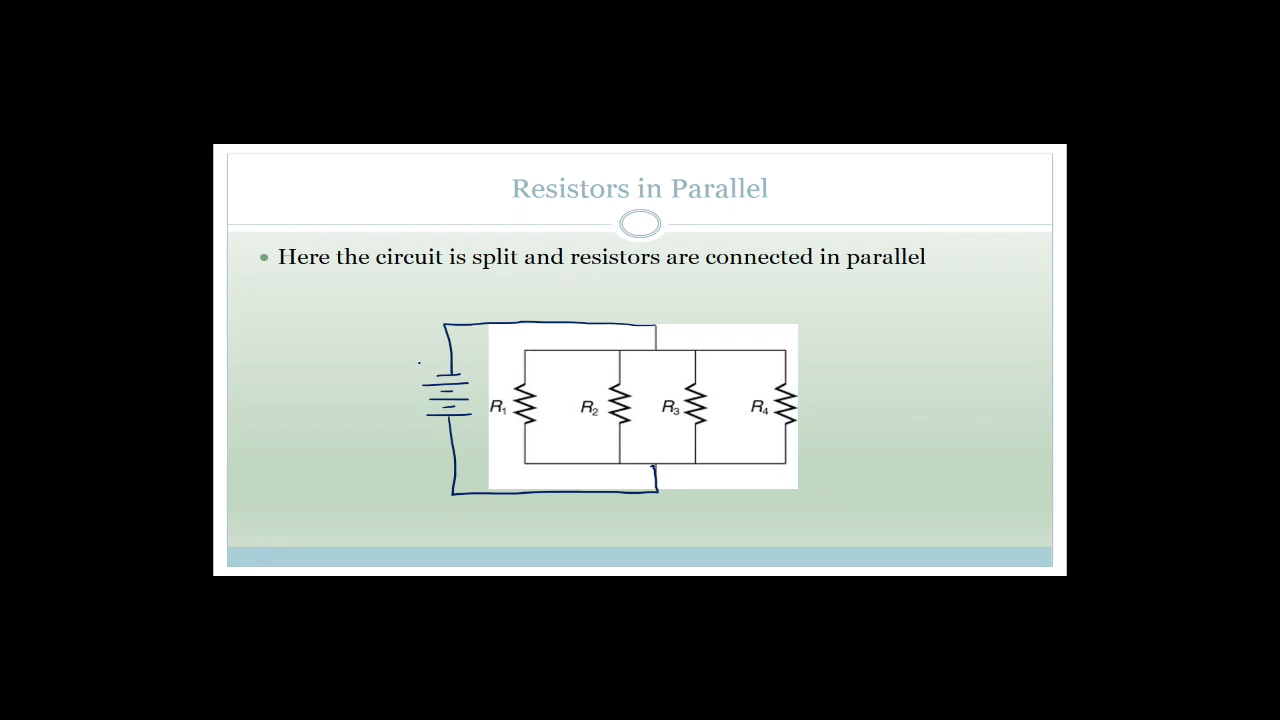 Resistors in Parallel
Here the circuit is split and resistors are connected in parallel
R₁ R₂ R₃ R₄